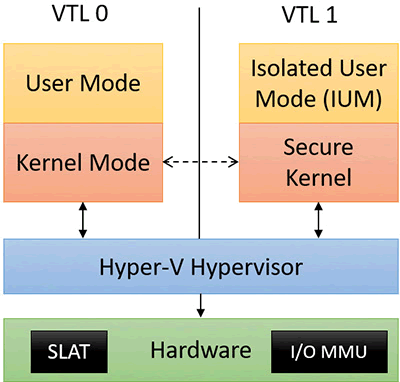 VTL 0
VTL 1
User Mode
Isolated User
Mode (IUM)
Kernel Mode
Secure
Kernel
Hyper-V Hypervisor
SLAT
Hardware
I/O MMU